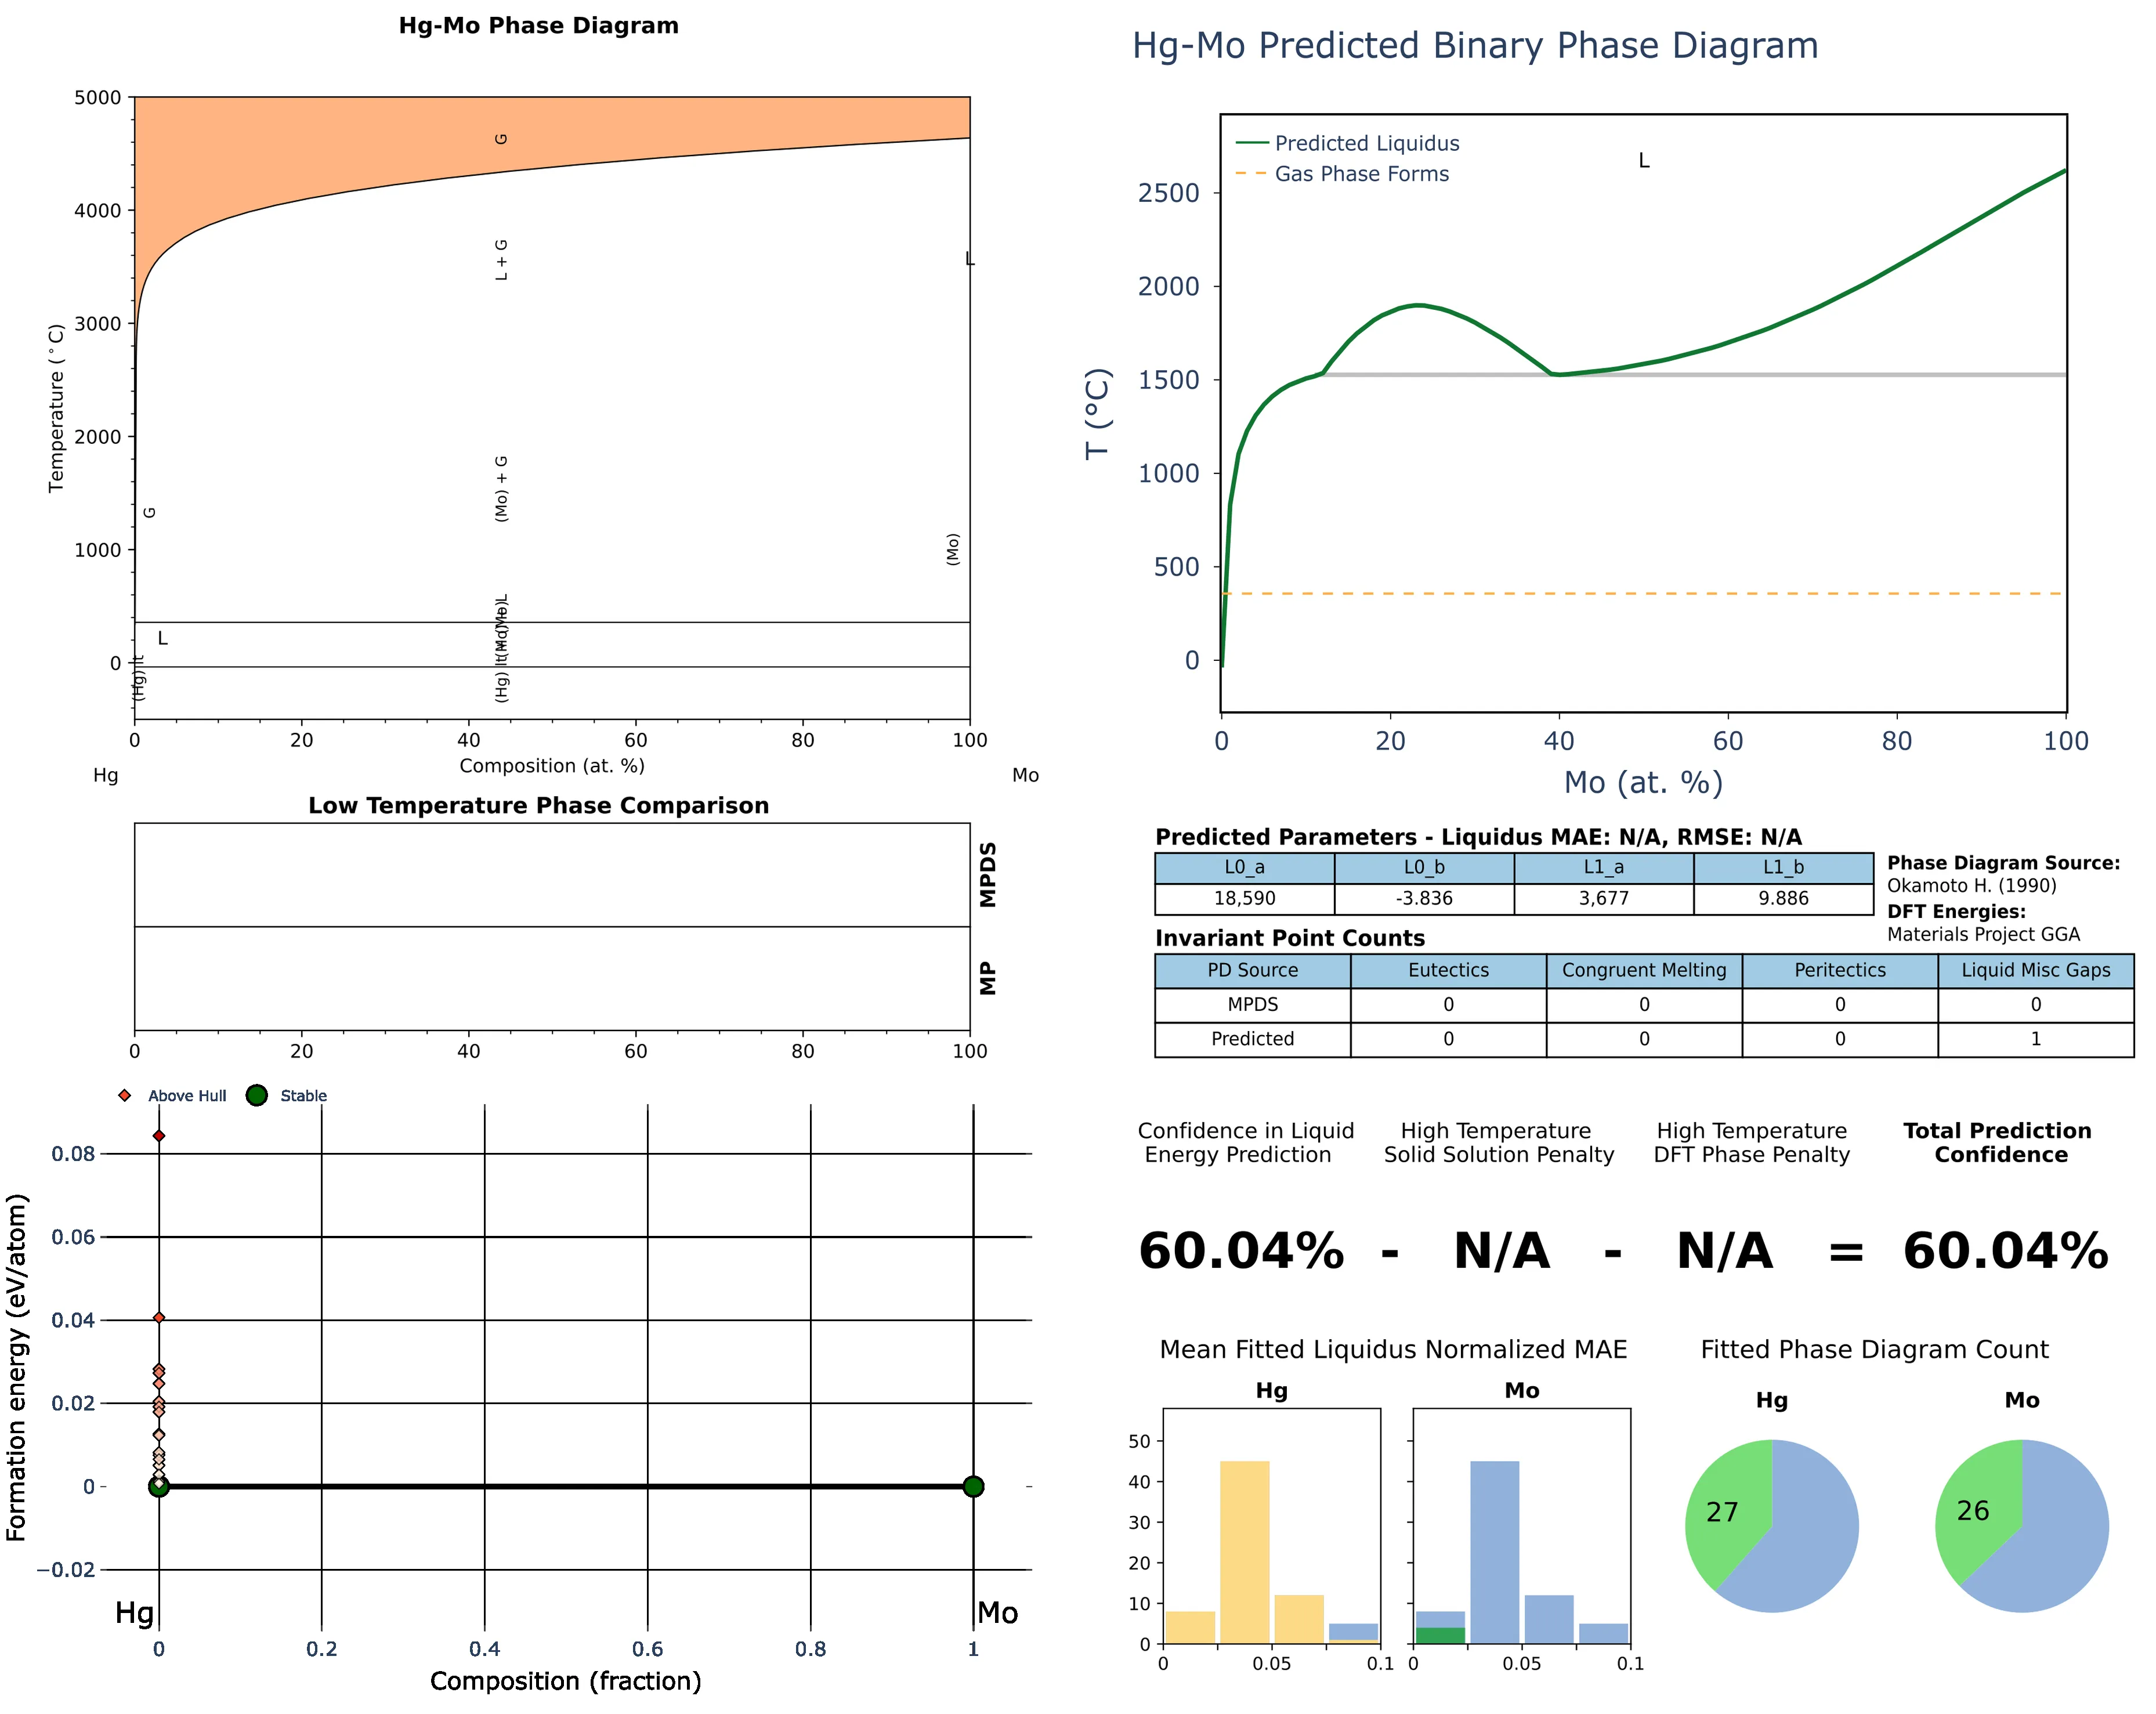 Hg-Mo Phase Diagram
5000
4000
3000
2000
1000
0
Temperature (°C)
G
L + G
L
(Mo) + G
G
(Mo)
(Mo) + L
L
(Hg) lt
(Hg) lt + (Mo)
0 20 40 60 80 100
Composition (at. %)
Hg Mo
Low Temperature Phase Comparison
MPDS
MP
0 20 40 60 80 100
Above Hull Stable
0.08
0.06
0.04
0.02
0
−0.02
Formation energy (eV/atom)
Hg Mo
0 0.2 0.4 0.6 0.8 1
Composition (fraction)
Hg-Mo Predicted Binary Phase Diagram
Predicted Liquidus
Gas Phase Forms
L
2500
2000
1500
1000
500
0
T (°C)
0 20 40 60 80 100
Mo (at. %)
Predicted Parameters - Liquidus MAE: N/A, RMSE: N/A
L0_a L0_b L1_a L1_b
18,590 -3.836 3,677 9.886
Phase Diagram Source:
Okamoto H. (1990)
DFT Energies:
Materials Project GGA
Invariant Point Counts
PD Source Eutectics Congruent Melting Peritectics Liquid Misc Gaps
MPDS 0 0 0 0
Predicted 0 0 0 1
Confidence in Liquid
Energy Prediction
High Temperature
Solid Solution Penalty
High Temperature
DFT Phase Penalty
Total Prediction
Confidence
60.04% - N/A - N/A = 60.04%
Mean Fitted Liquidus Normalized MAE
Hg Mo
50
40
30
20
10
0
0 0.05 0.1 0 0.05 0.1
Fitted Phase Diagram Count
Hg Mo
27 26